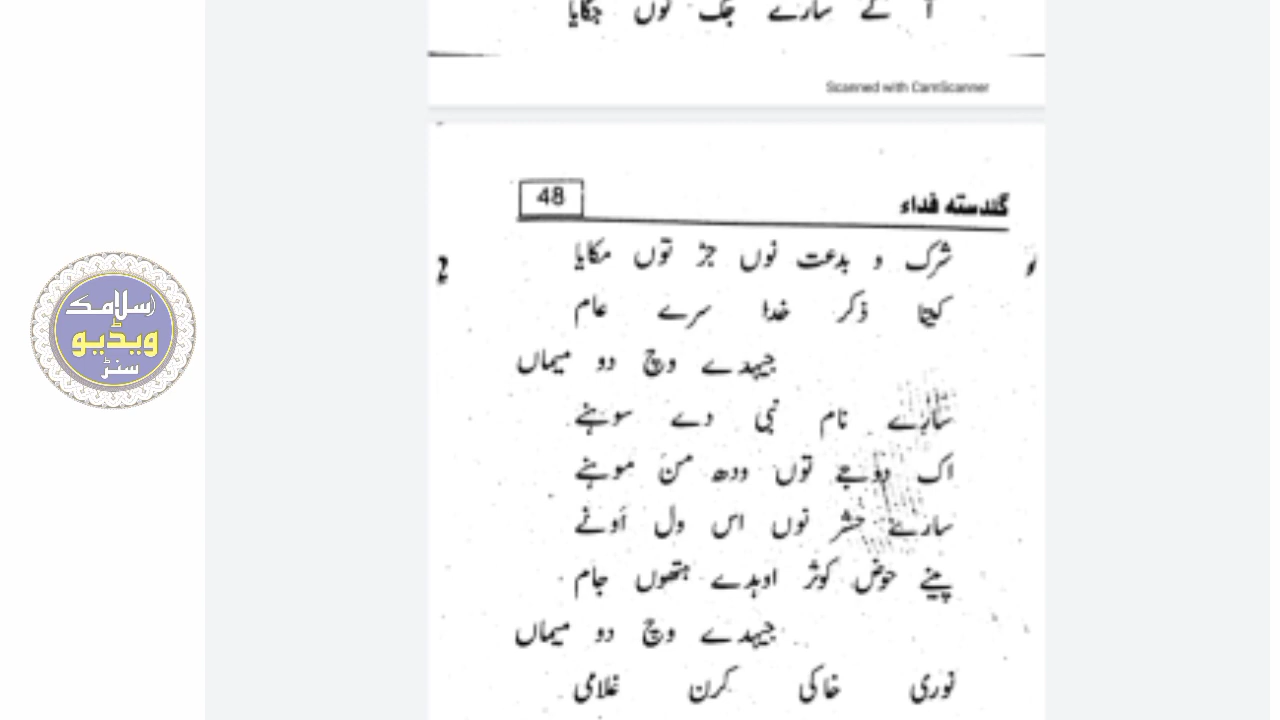 آ کے سارے جگ نوں جگایا
Scanned with CamScanner
48
گلدستہ فداء
شرک و بدعت نوں جڑ توں مکایا
کیتا ذکر خدا سرے عام
جیہدے وچ دو میماں
سارے نام نبی دے سوہنے
اک دوجے توں ودھ من موہنے
سارے حشر نوں اس ول آونے
پینے حوض کوثر اوہدے ہتھوں جام
جیہدے وچ دو میماں
نوری خاکی کرن غلامی
اسلامک
ویڈیو
سنٹر